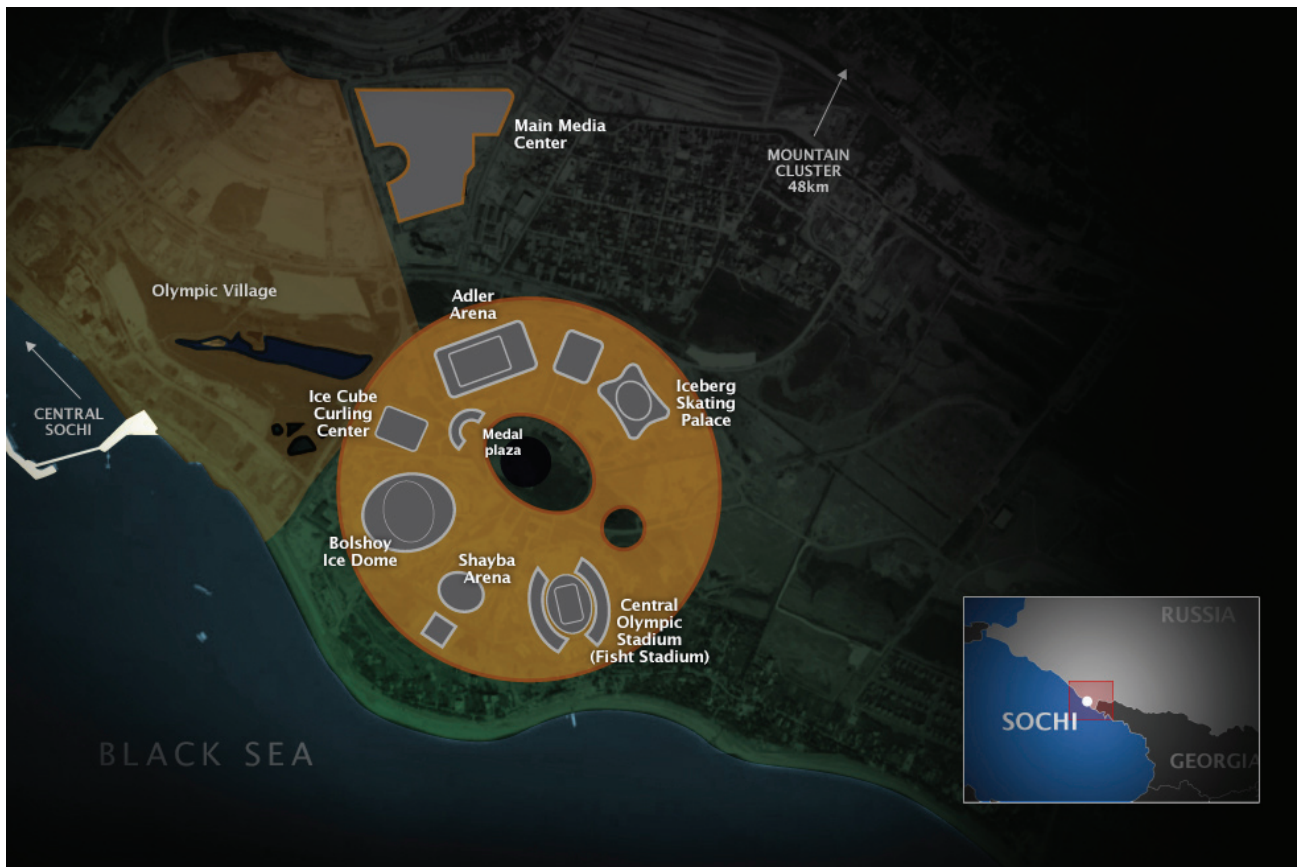 Main Media
Center
MOUNTAIN
CLUSTER
48km
Olympic Village
Adler
Arena
CENTRAL
SOCHI
Ice Cube
Curling
Center
Iceberg
Skating
Palace
Medal
plaza
Bolshoy
Ice Dome
Shayba
Arena
Central
Olympic
Stadium
(Fisht Stadium)
BLACK SEA
RUSSIA
SOCHI
GEORGIA